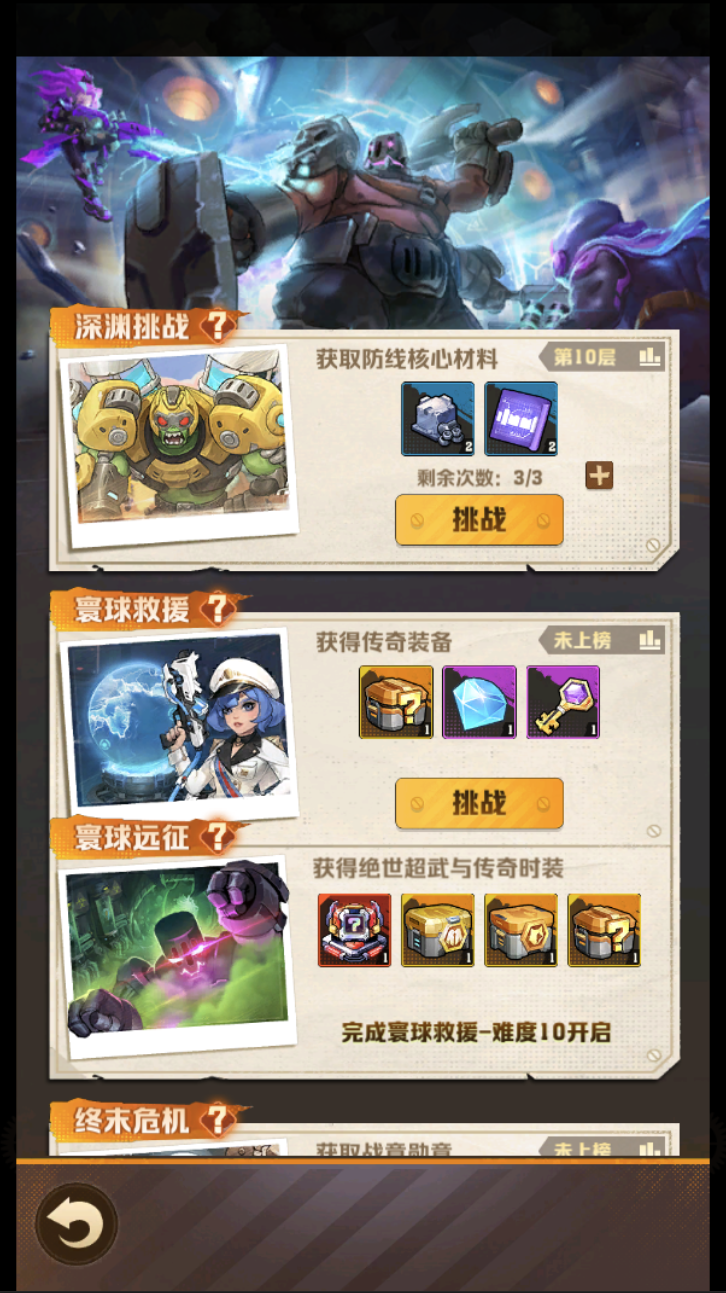 深渊挑战 ?
获取防线核心材料
第10层
2
2
剩余次数：3/3
挑战
寰球救援 ?
获得传奇装备
未上榜
?
1
1
1
挑战
寰球远征 ?
获得绝世超武与传奇时装
?
?
1
1
1
1
完成寰球救援-难度10开启
终末危机 ?
获取战意勋章
未上榜